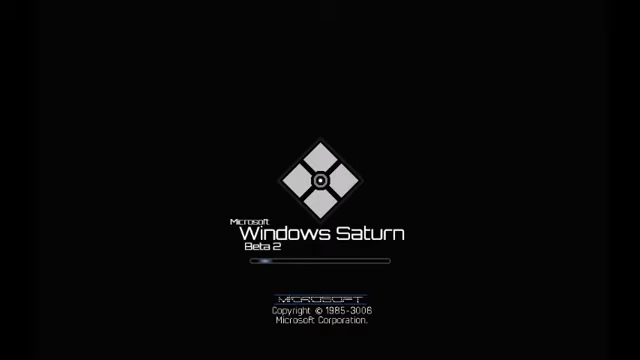 Microsoft
Windows Saturn
Beta 2
MICROSOFT
Copyright © 1985-3006
Microsoft Corporation.